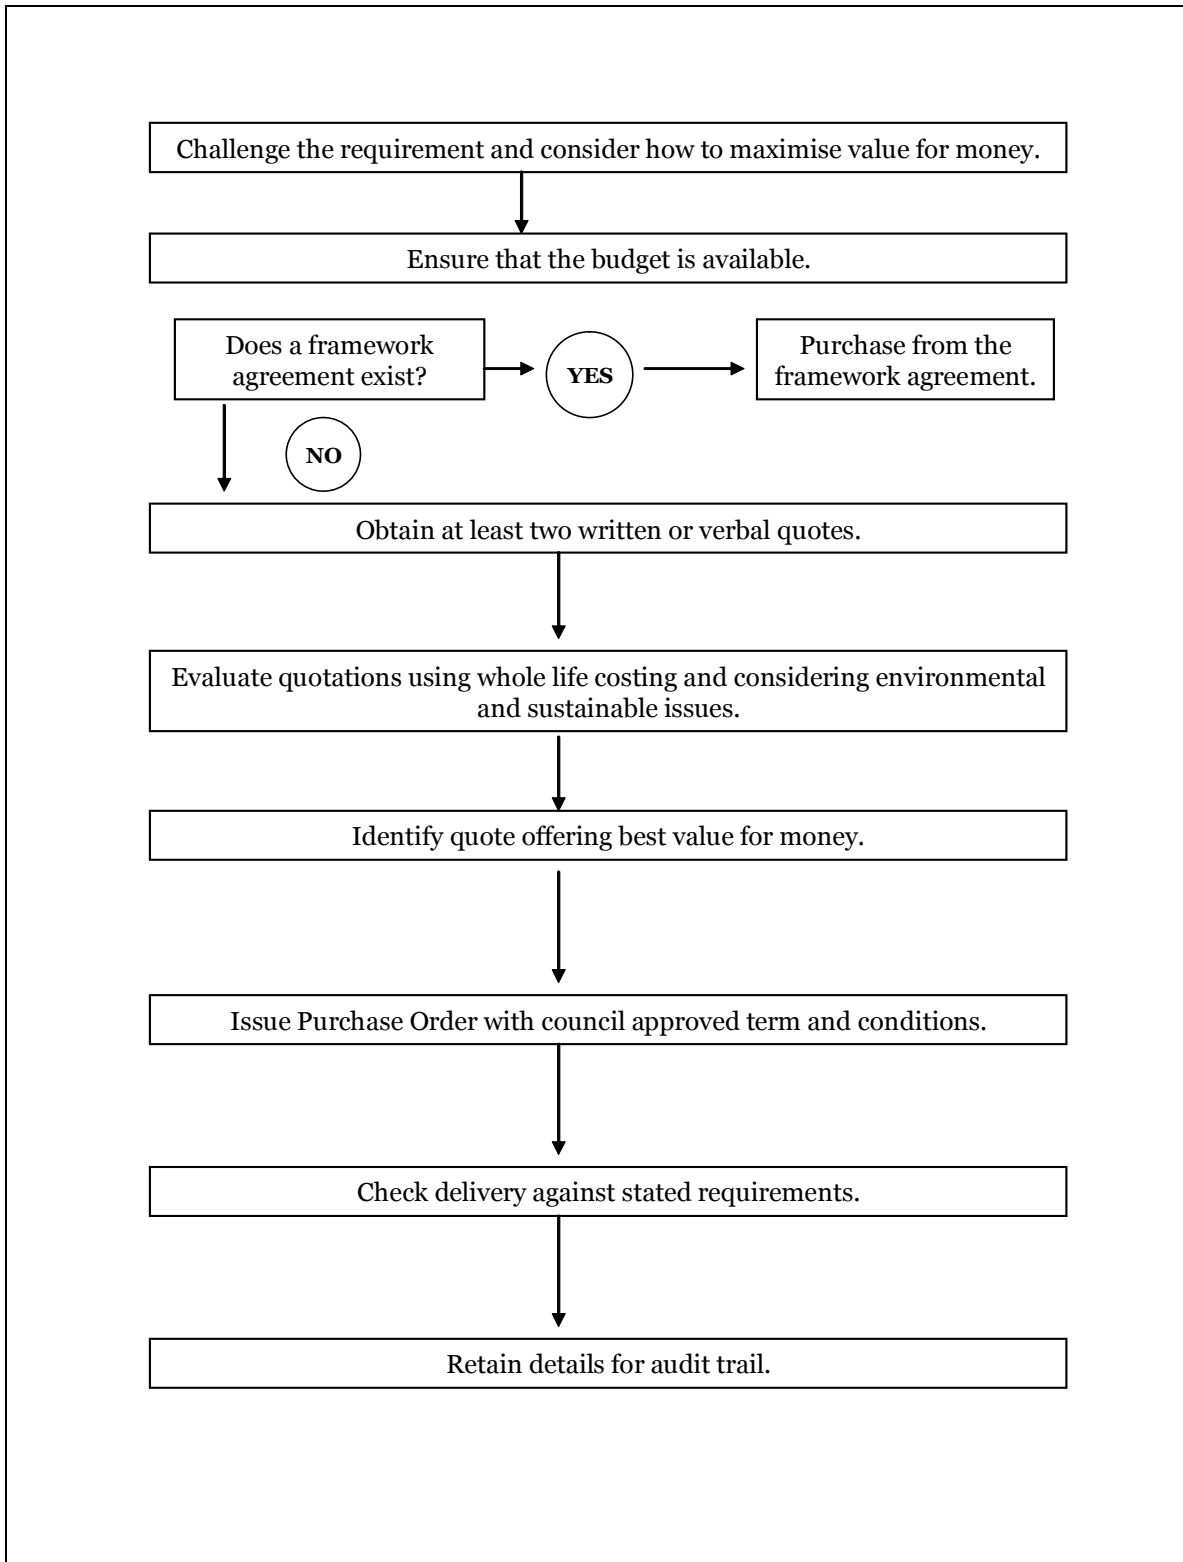 Challenge the requirement and consider how to maximise value for money.
Ensure that the budget is available.
Does a framework
agreement exist?
YES
Purchase from the
framework agreement.
NO
Obtain at least two written or verbal quotes.
Evaluate quotations using whole life costing and considering environmental
and sustainable issues.
Identify quote offering best value for money.
Issue Purchase Order with council approved term and conditions.
Check delivery against stated requirements.
Retain details for audit trail.